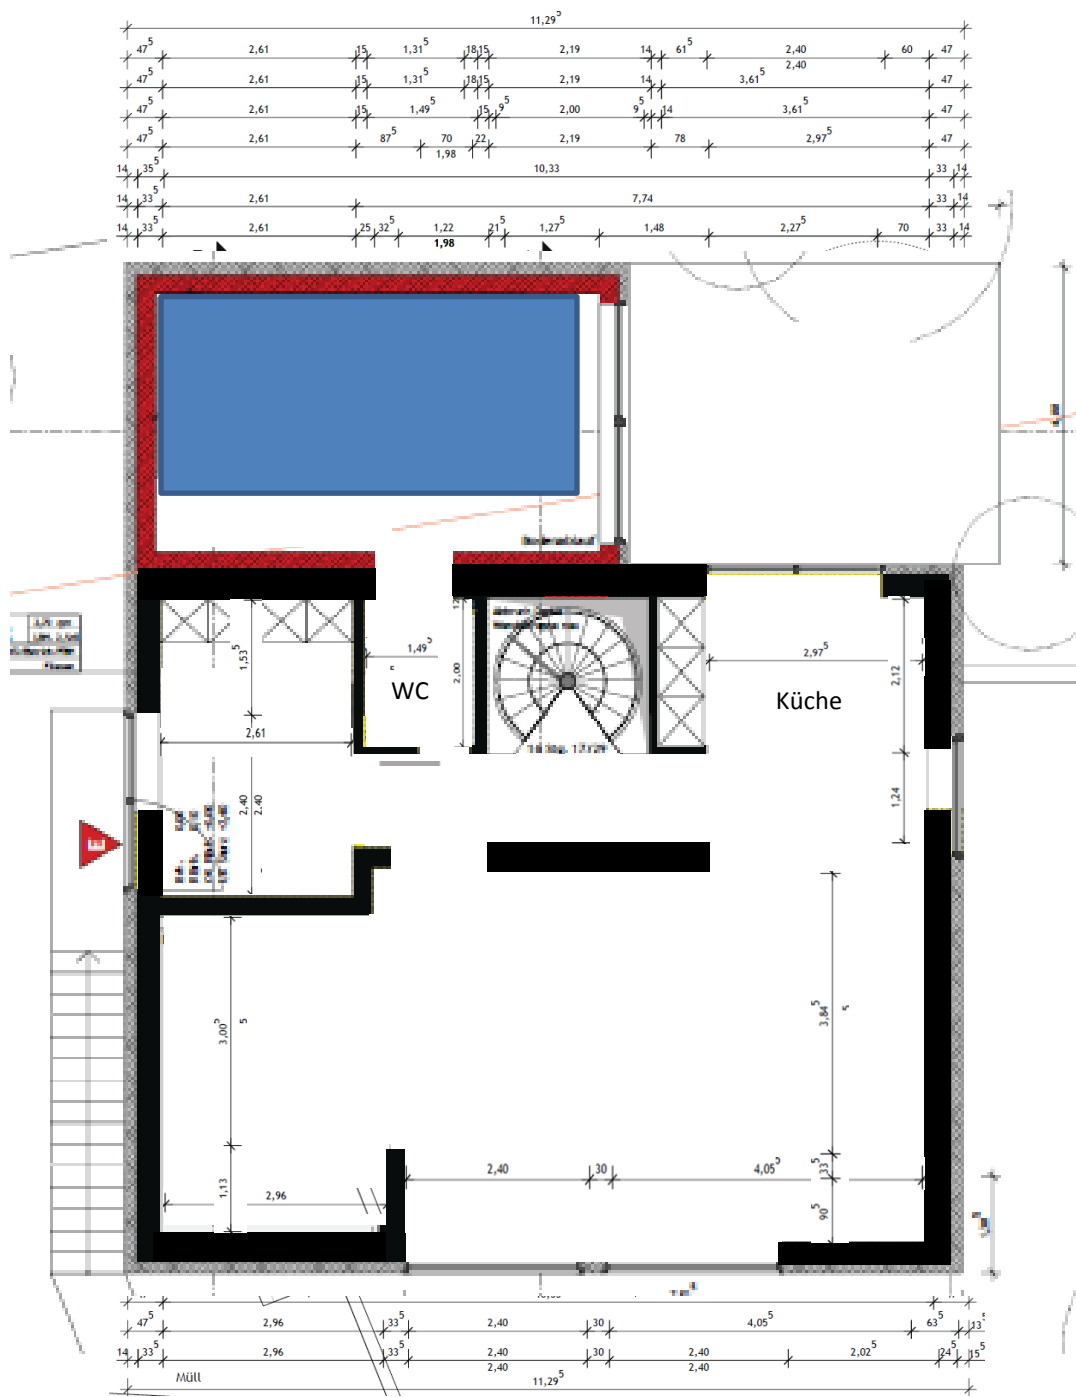 11,29⁵
47⁵ 2,61 15 1,31⁵ 18 15 2,19 14 61⁵ 2,40 60 47
2,40
47⁵ 2,61 15 1,31⁵ 18 15 2,19 14 3,61⁵ 47
47⁵ 2,61 15 1,49⁵ 15 9⁵ 2,00 9⁵ 14 3,61⁵ 47
47⁵ 2,61 87⁵ 70 22 2,19 78 2,97⁵ 47
1,98
14 35⁵ 10,33 33 14
14 33⁵ 2,61 7,74 33 14
14 33⁵ 2,61 25 32⁵ 1,22 21⁵ 1,27⁵ 1,48 2,27⁵ 70 33 14
1,98
1,53⁵
1,49⁵
5
2,00
2,97⁵
2,12
WC
Küche
2,61
16 Stg. 17/29
1,24
2,40
2,40
E
3,00⁵
5
3,84⁵
5
2,40 30 4,05⁵
33⁵
1,13
2,96
90⁵
47⁵ 2,96 33⁵ 2,40 30 4,05⁵ 63⁵ 13⁵
14 33⁵ 2,96 33⁵ 2,40 30 2,40 2,02⁵ 24⁵ 15⁵
2,40 2,40
Müll
11,29⁵